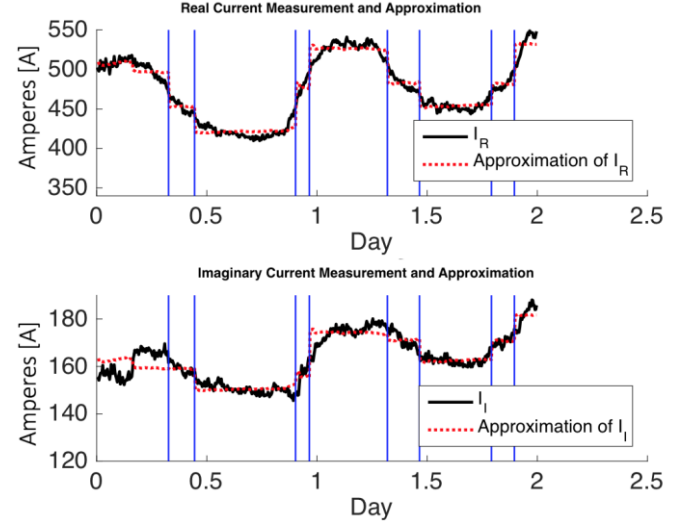 Real Current Measurement and Approximation
550
500
450
400
350
Amperes [A]
I_R
Approximation of I_R
0
0.5
1
1.5
2
2.5
Day
Imaginary Current Measurement and Approximation
180
160
140
120
Amperes [A]
I_I
Approximation of I_I
0
0.5
1
1.5
2
2.5
Day